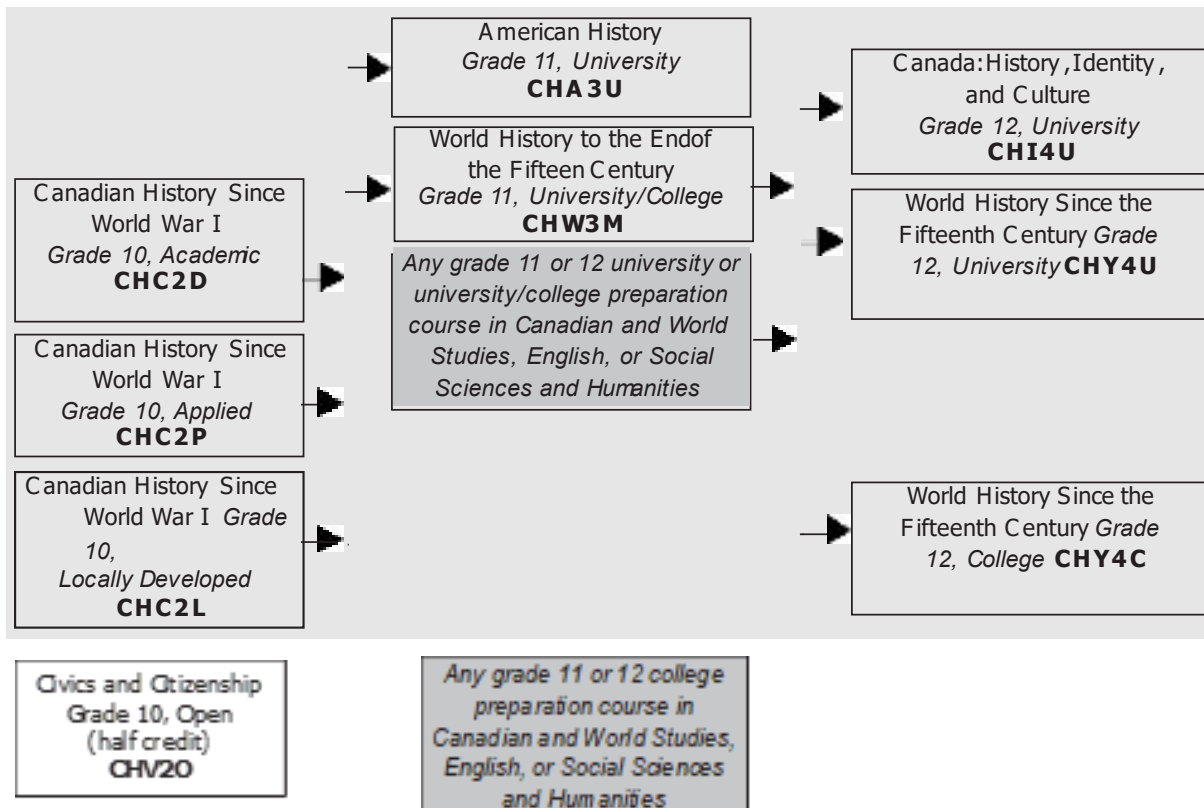 Canadian History Since
World War I
Grade 10, Academic
CHC2D
Canadian History Since
World War I
Grade 10, Applied
CHC2P
Canadian History Since
World War I Grade
10,
Locally Developed
CHC2L
Civics and Citizenship
Grade 10, Open
(half credit)
CHV2O
American History
Grade 11, University
CHA3U
World History to the Endof
the Fifteen Century
Grade 11, University/College
CHW3M
Any grade 11 or 12 university or
university/college preparation
course in Canadian and World
Studies, English, or Social
Sciences and Humanities
Any grade 11 or 12 college
preparation course in
Canadian and World Studies,
English, or Social Sciences
and Humanities
Canada:History,Identity,
and Culture
Grade 12, University
CHI4U
World History Since the
Fifteenth Century Grade
12, University CHY4U
World History Since the
Fifteenth Century Grade
12, College CHY4C